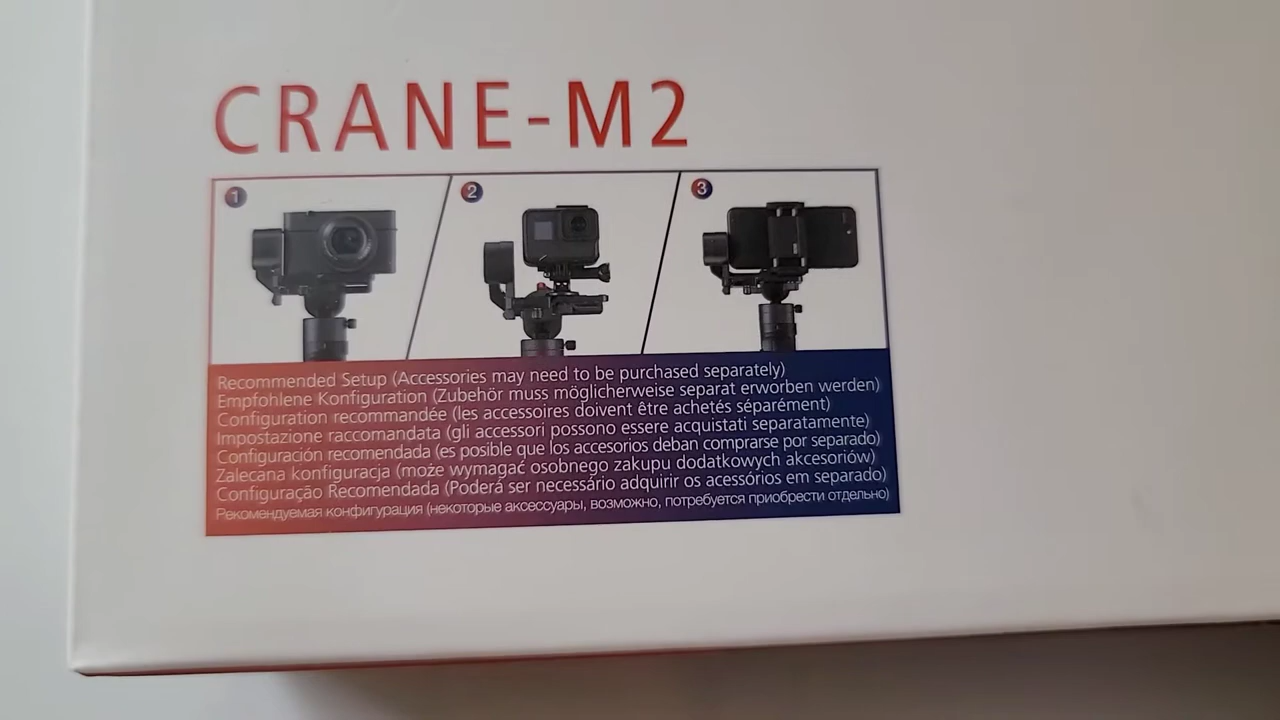 CRANE-M2
1
2
3
Recommended Setup (Accessories may need to be purchased separately)
Empfohlene Konfiguration (Zubehör muss möglicherweise separat erworben werden)
Configuration recommandée (les accessoires doivent être achetés séparément)
Impostazione raccomandata (gli accessori possono essere acquistati separatamente)
Configuración recomendada (es posible que los accesorios deban comprarse por separado)
Zalecana konfiguracja (może wymagać osobnego zakupu dodatkowych akcesoriów)
Configuração Recomendada (Poderá ser necessário adquirir os acessórios em separado)
Рекомендуемая конфигурация (некоторые аксессуары, возможно, потребуется приобрести отдельно)